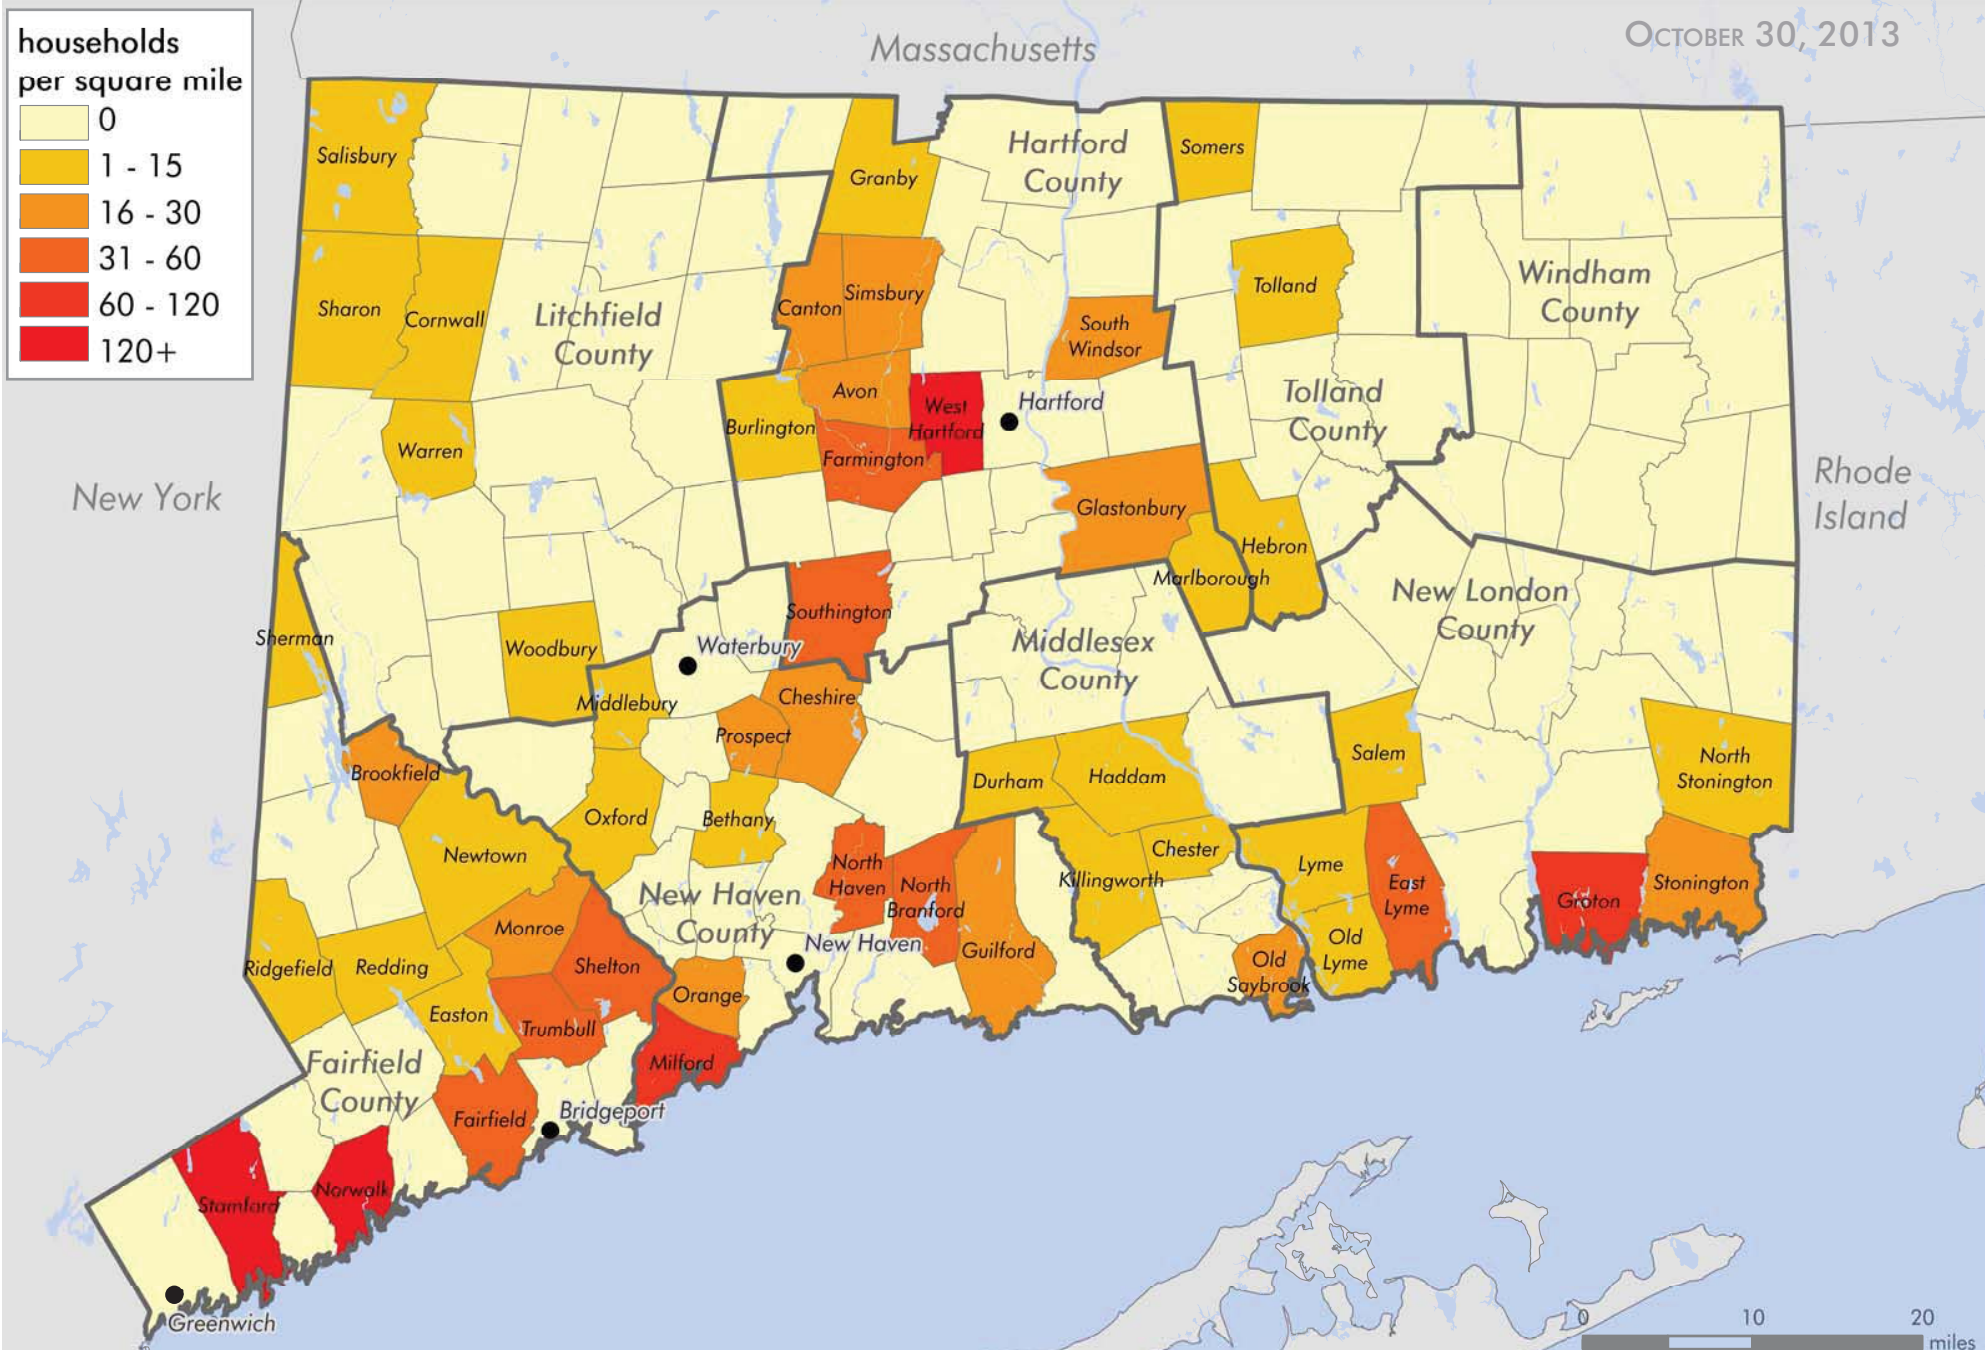 households
per square mile
0
1 - 15
16 - 30
31 - 60
60 - 120
120+
OCTOBER 30, 2013
Massachusetts
Hartford
County
Salisbury
Somers
Granby
Windham
County
Tolland
Simsbury
Canton
Sharon
Cornwall
Litchfield
County
South
Windsor
Avon
West
Hartford
Hartford
Tolland
County
Burlington
Warren
Farmington
New York
Rhode
Island
Glastonbury
Hebron
Marlborough
New London
County
Southington
Sherman
Woodbury
Waterbury
Middlesex
County
Middlebury
Cheshire
Prospect
Salem
North
Stonington
Brookfield
Durham
Haddam
Oxford
Bethany
Newtown
Chester
Killingworth
Lyme
North
Haven
North
Branford
East
Lyme
Stonington
Groton
New Haven
County
Monroe
New Haven
Guilford
Old
Lyme
Ridgefield
Redding
Shelton
Old
Saybrook
Orange
Easton
Trumbull
Milford
Fairfield
County
Fairfield
Bridgeport
Norwalk
Stamford
Greenwich
0 10 20
miles